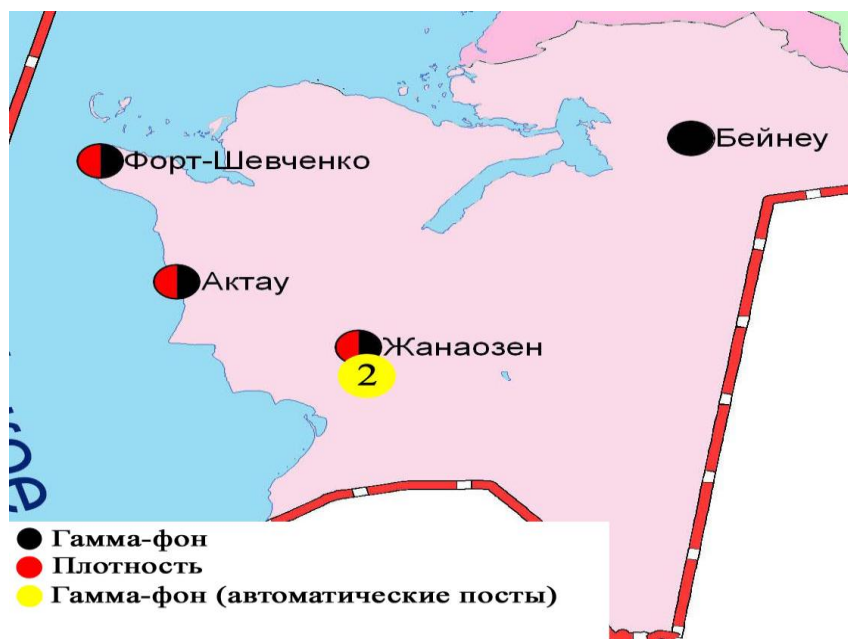 Бейнеу
Форт-Шевченко
Актау
Жанаозен
2
Гамма-фон
Плотность
Гамма-фон (автоматические посты)